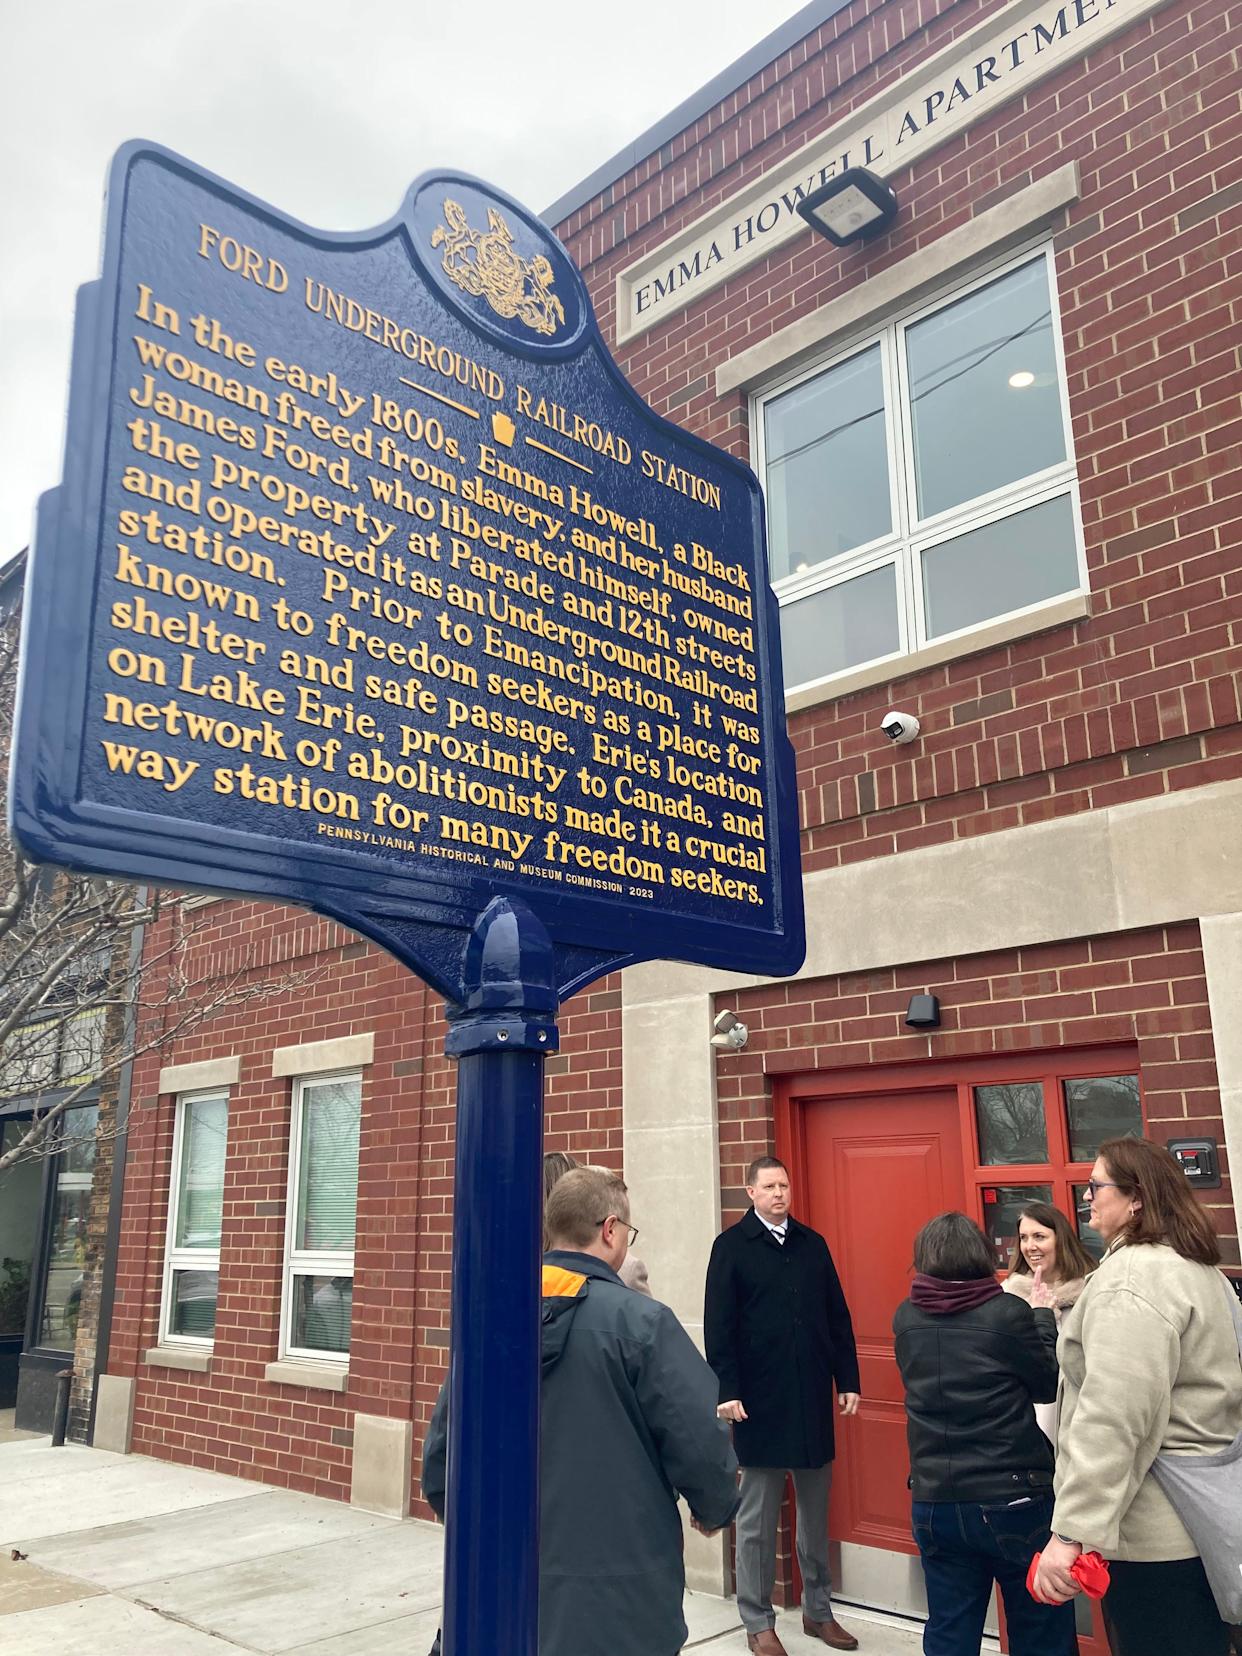 FORD UNDERGROUND RAILROAD STATION
In the early 1800s, Emma Howell, a Black
woman freed from slavery, and her husband
James Ford, who liberated himself, owned
the property at Parade and 12th streets
and operated it as an Underground Railroad
station. Prior to Emancipation, it was
known to freedom seekers as a place for
shelter and safe passage. Erie's location
on Lake Erie, proximity to Canada, and
network of abolitionists made it a crucial
way station for many freedom seekers.
PENNSYLVANIA HISTORICAL AND MUSEUM COMMISSION 2023
EMMA HOWELL APARTMEN